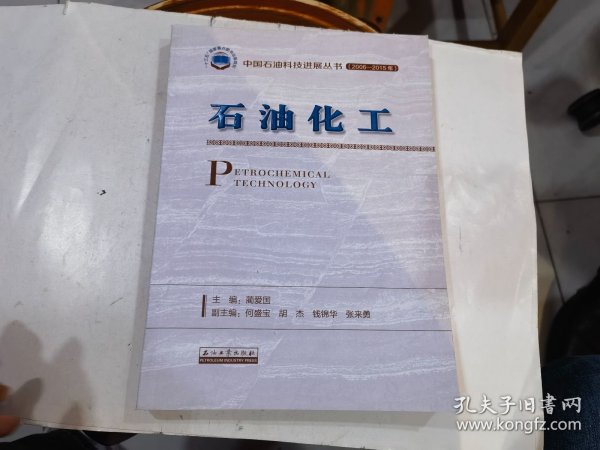 中国石油科技进展丛书（2006—2015年）
石油化工
PETROCHEMICAL
TECHNOLOGY
主　编：蔺爱国
副主编：何盛宝　胡　杰　钱锦华　张来勇
石油工业出版社
PETROLEUM INDUSTRY PRESS
孔夫子旧书网
www.kongfz.com